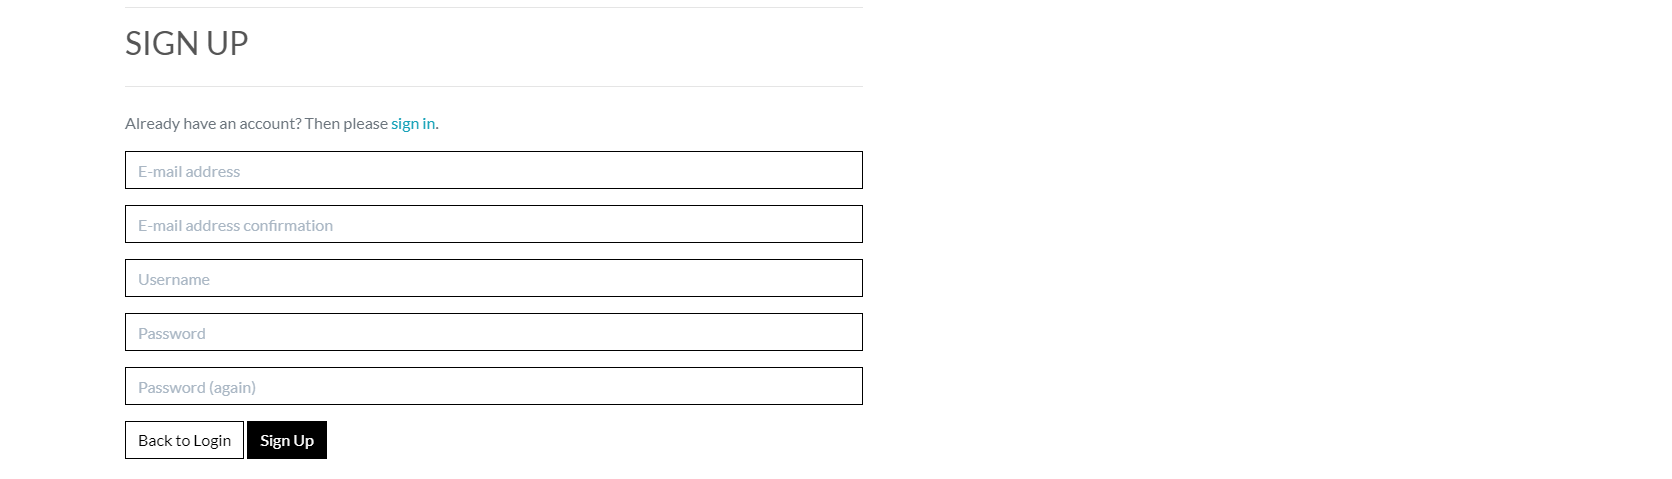 SIGN UP
Already have an account? Then please sign in.
E-mail address
E-mail address confirmation
Username
Password
Password (again)
Back to Login Sign Up